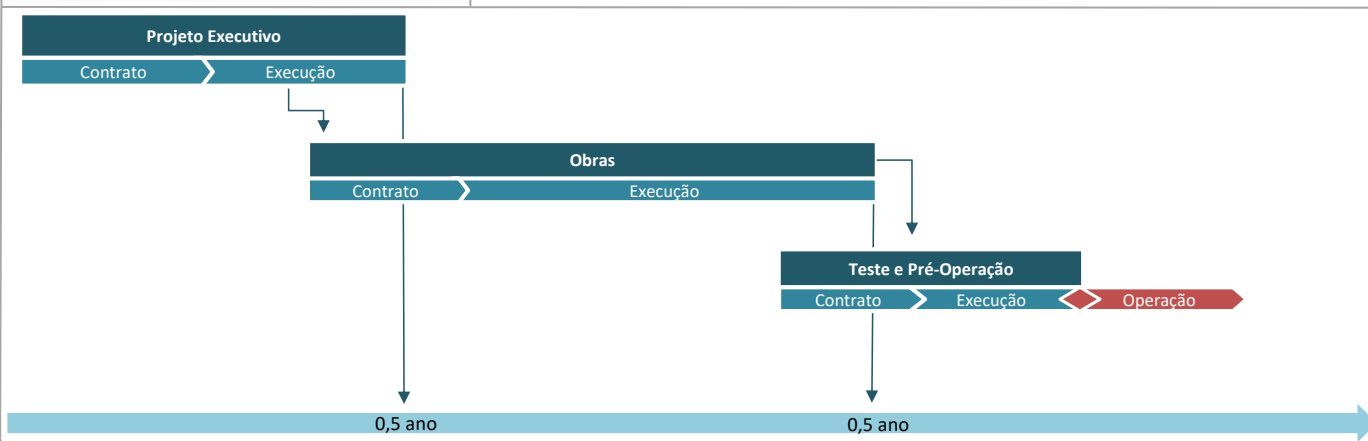 Projeto Executivo
Contrato
Execução
Obras
Contrato
Execução
Teste e Pré-Operação
Contrato
Execução
Operação
0,5 ano
0,5 ano